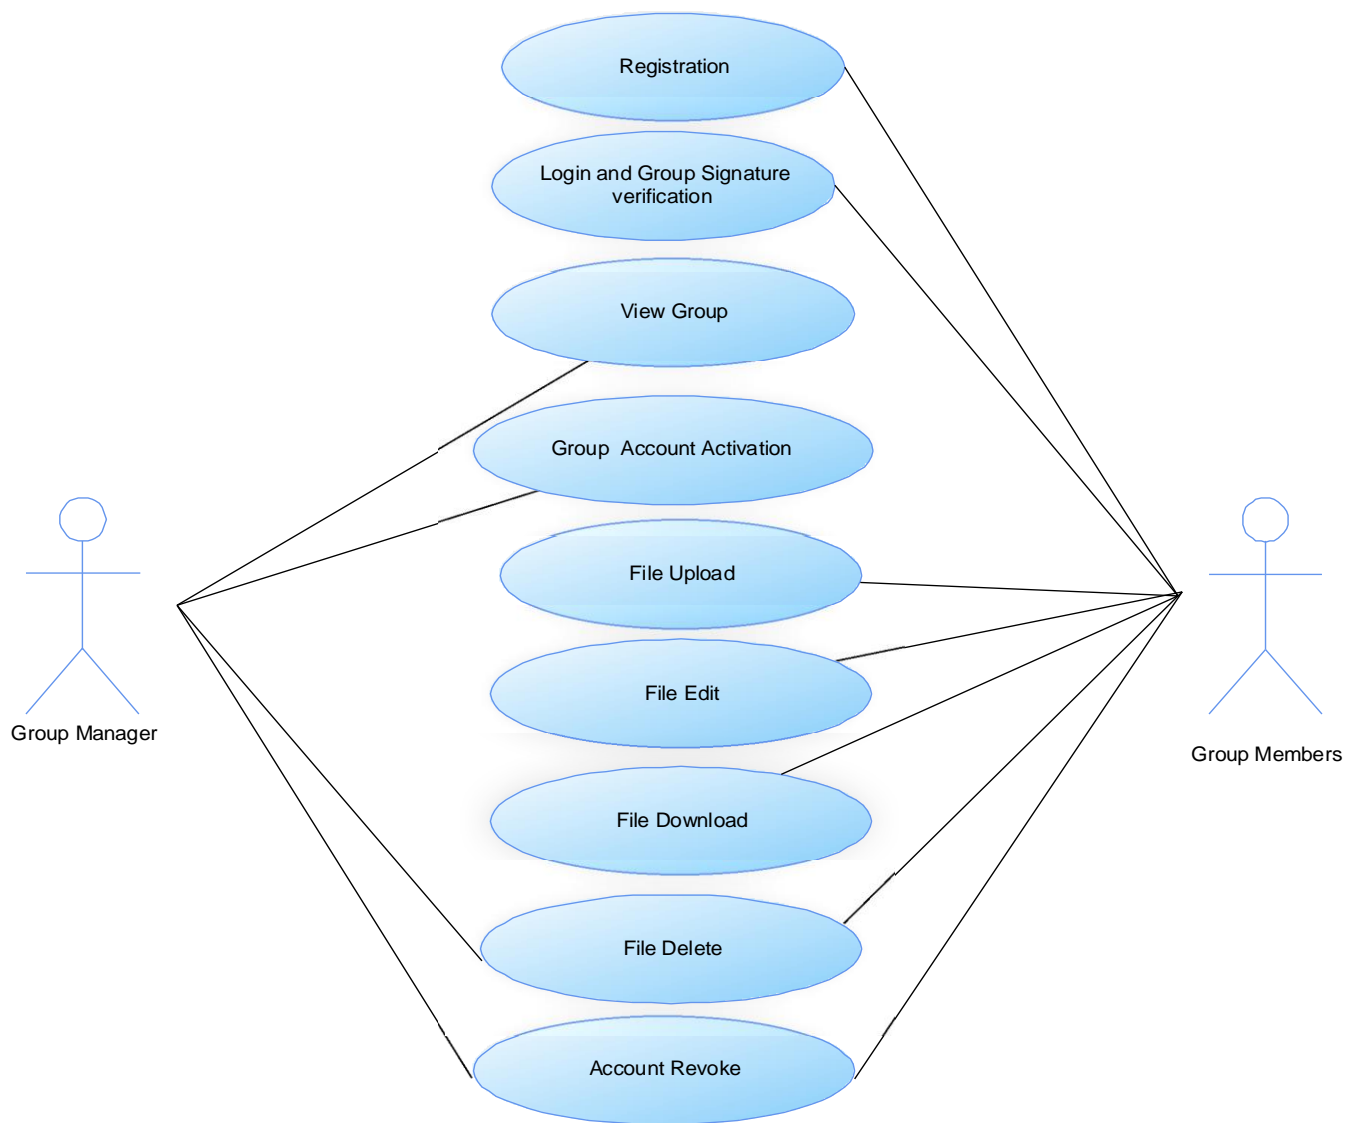 Registration
Login and Group Signature
verification
View Group
Group  Account Activation
File Upload
File Edit
Group Manager
Group Members
File Download
File Delete
Account Revoke